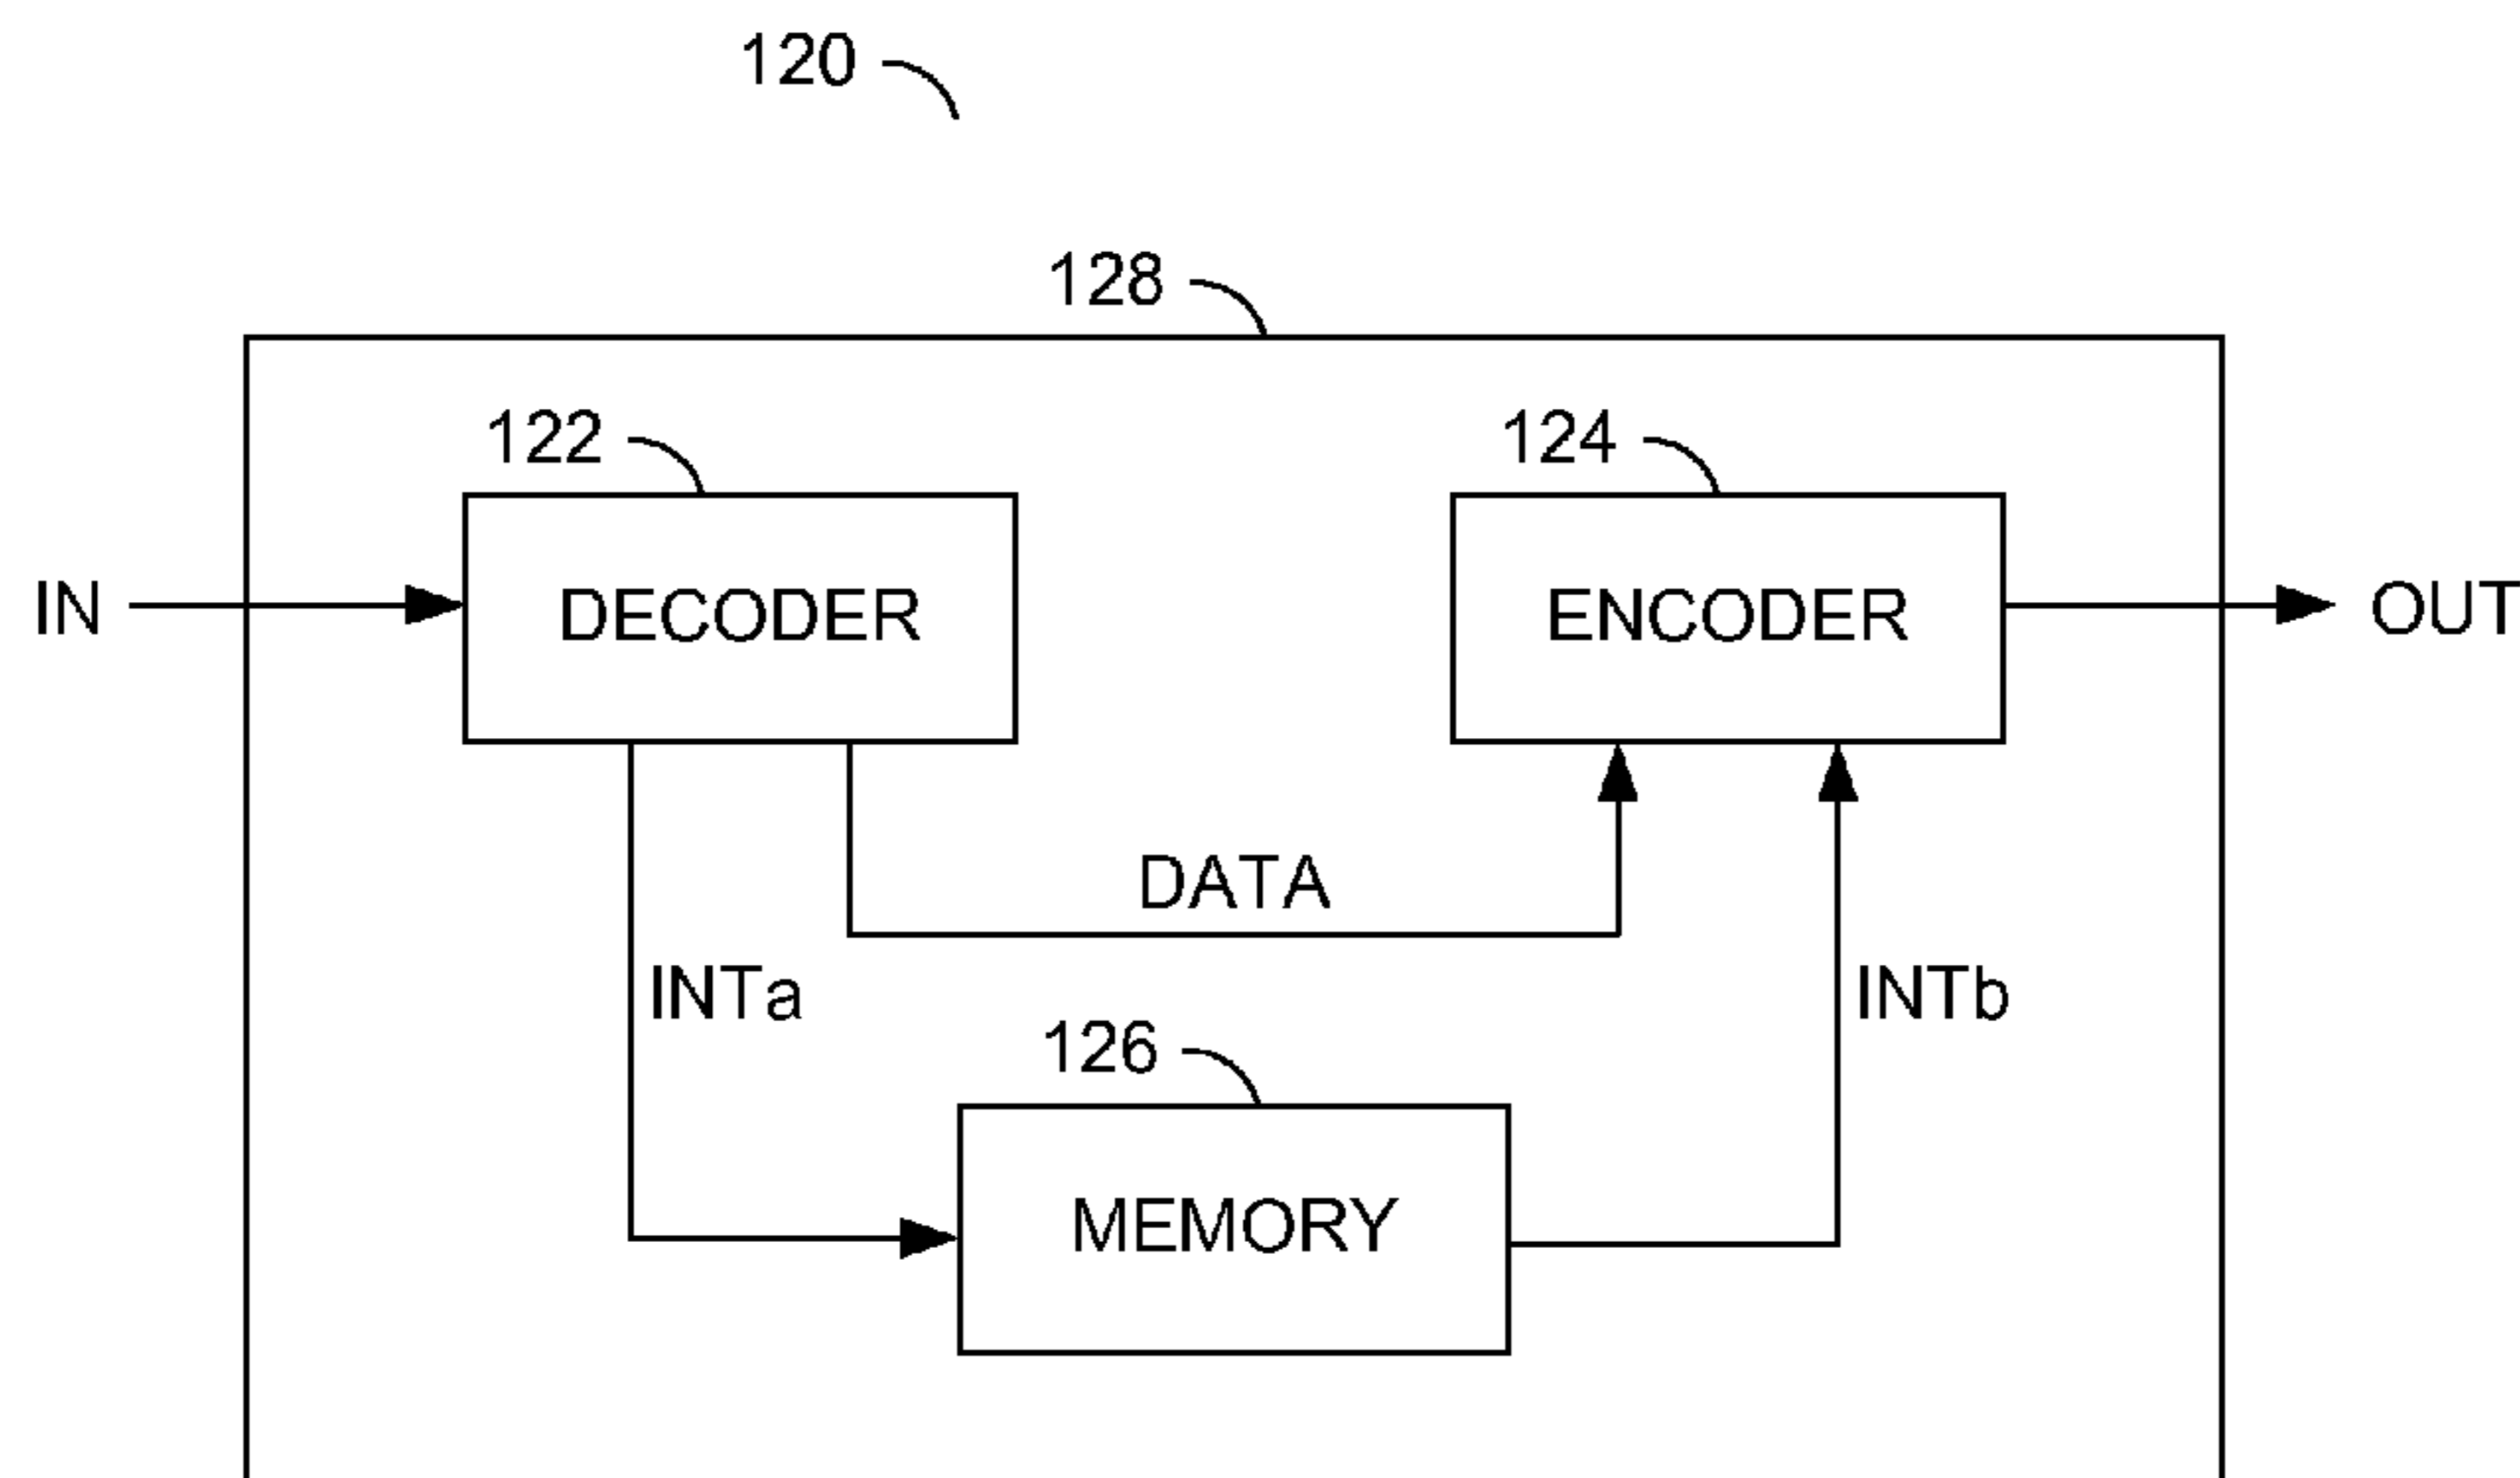 120
128
122
124
IN
DECODER
ENCODER
OUT
DATA
INTa
INTb
126
MEMORY